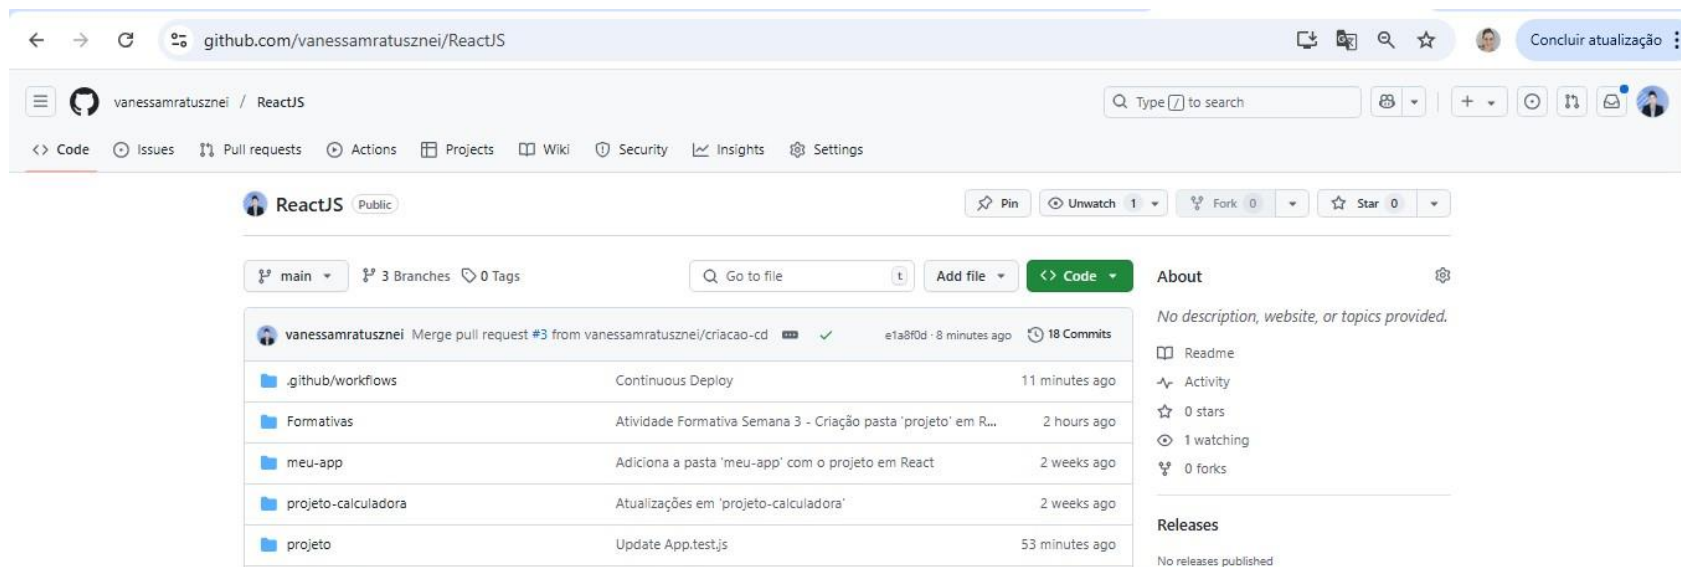 github.com/vanessamratusznei/ReactJS
Concluir atualização
vanessamratusznei / ReactJS
Type / to search
Code Issues Pull requests Actions Projects Wiki Security Insights Settings
ReactJS Public
Pin Unwatch 1 Fork 0 Star 0
main 3 Branches 0 Tags Go to file t Add file Code
vanessamratusznei Merge pull request #3 from vanessamratusznei/criacao-cd e1a8f0d · 8 minutes ago 18 Commits
.github/workflows Continuous Deploy 11 minutes ago
Formativas Atividade Formativa Semana 3 - Criação pasta 'projeto' em R... 2 hours ago
meu-app Adiciona a pasta 'meu-app' com o projeto em React 2 weeks ago
projeto-calculadora Atualizações em 'projeto-calculadora' 2 weeks ago
projeto Update App.test.js 53 minutes ago
About
No description, website, or topics provided.
Readme
Activity
0 stars
1 watching
0 forks
Releases
No releases published